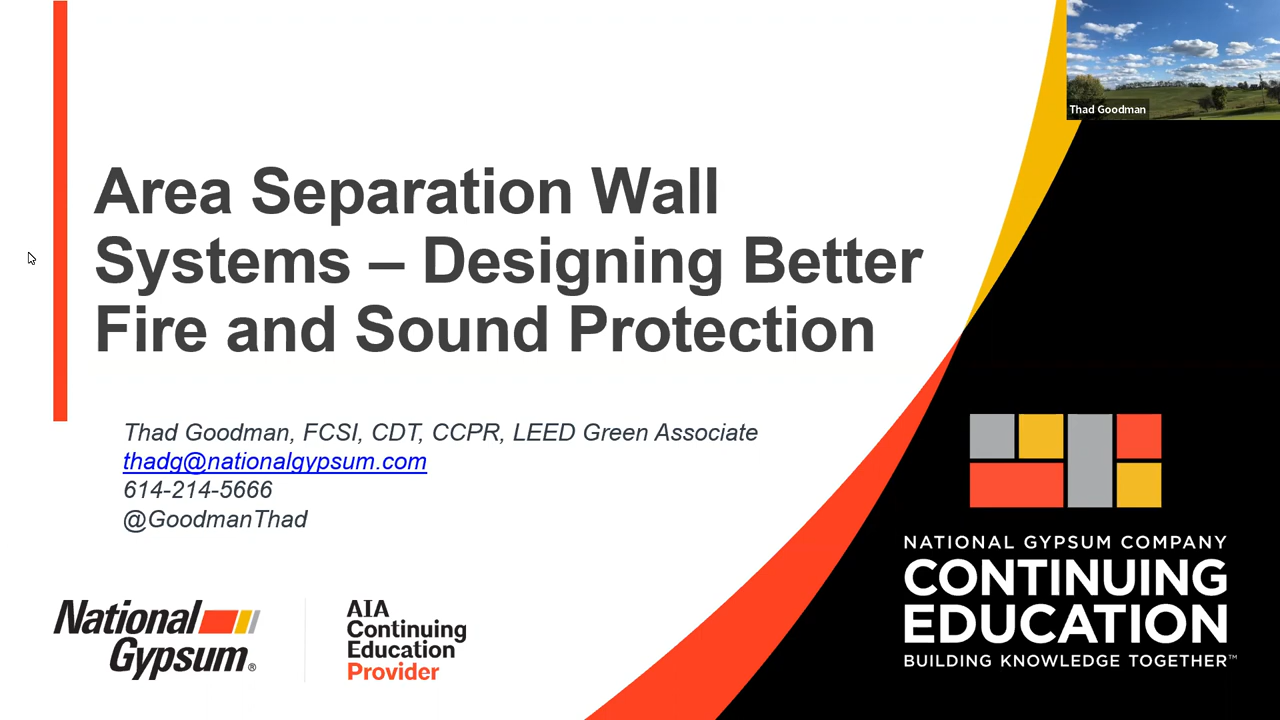 Thad Goodman
Area Separation Wall
Systems – Designing Better
Fire and Sound Protection
Thad Goodman, FCSI, CDT, CCPR, LEED Green Associate
thadg@nationalgypsum.com
614-214-5666
@GoodmanThad
National
Gypsum®
AIA
Continuing
Education
Provider
NATIONAL GYPSUM COMPANY
CONTINUING
EDUCATION
BUILDING KNOWLEDGE TOGETHER™